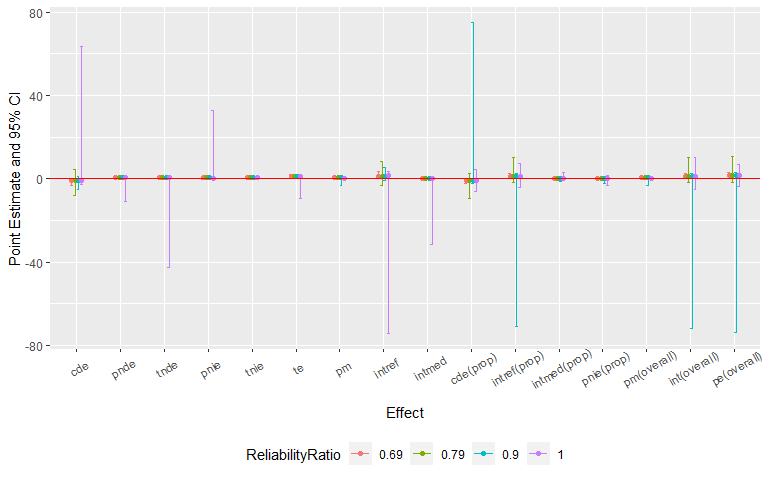 80
40
0
-40
-80
Point Estimate and 95% CI
cde pnde tnde pnie tnie te pm intref intmed cde(prop) intref(prop) intmed(prop) pnie(prop) pm(overall) int(overall) pe(overall)
Effect
ReliabilityRatio 0.69 0.79 0.9 1